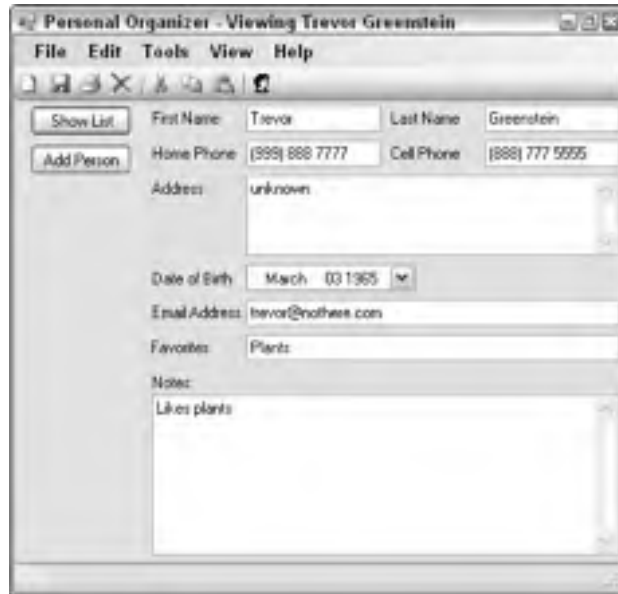 Personal Organizer - Viewing Trevor Greenstein
File Edit Tools View Help
Show List
Add Person
First Name Trevor Last Name Greenstein
Home Phone (999) 888 7777 Cell Phone (888) 777 5555
Address unknown
Date of Birth March 03 1965
Email Address trevor@nothere.com
Favorites Plants
Notes
Likes plants